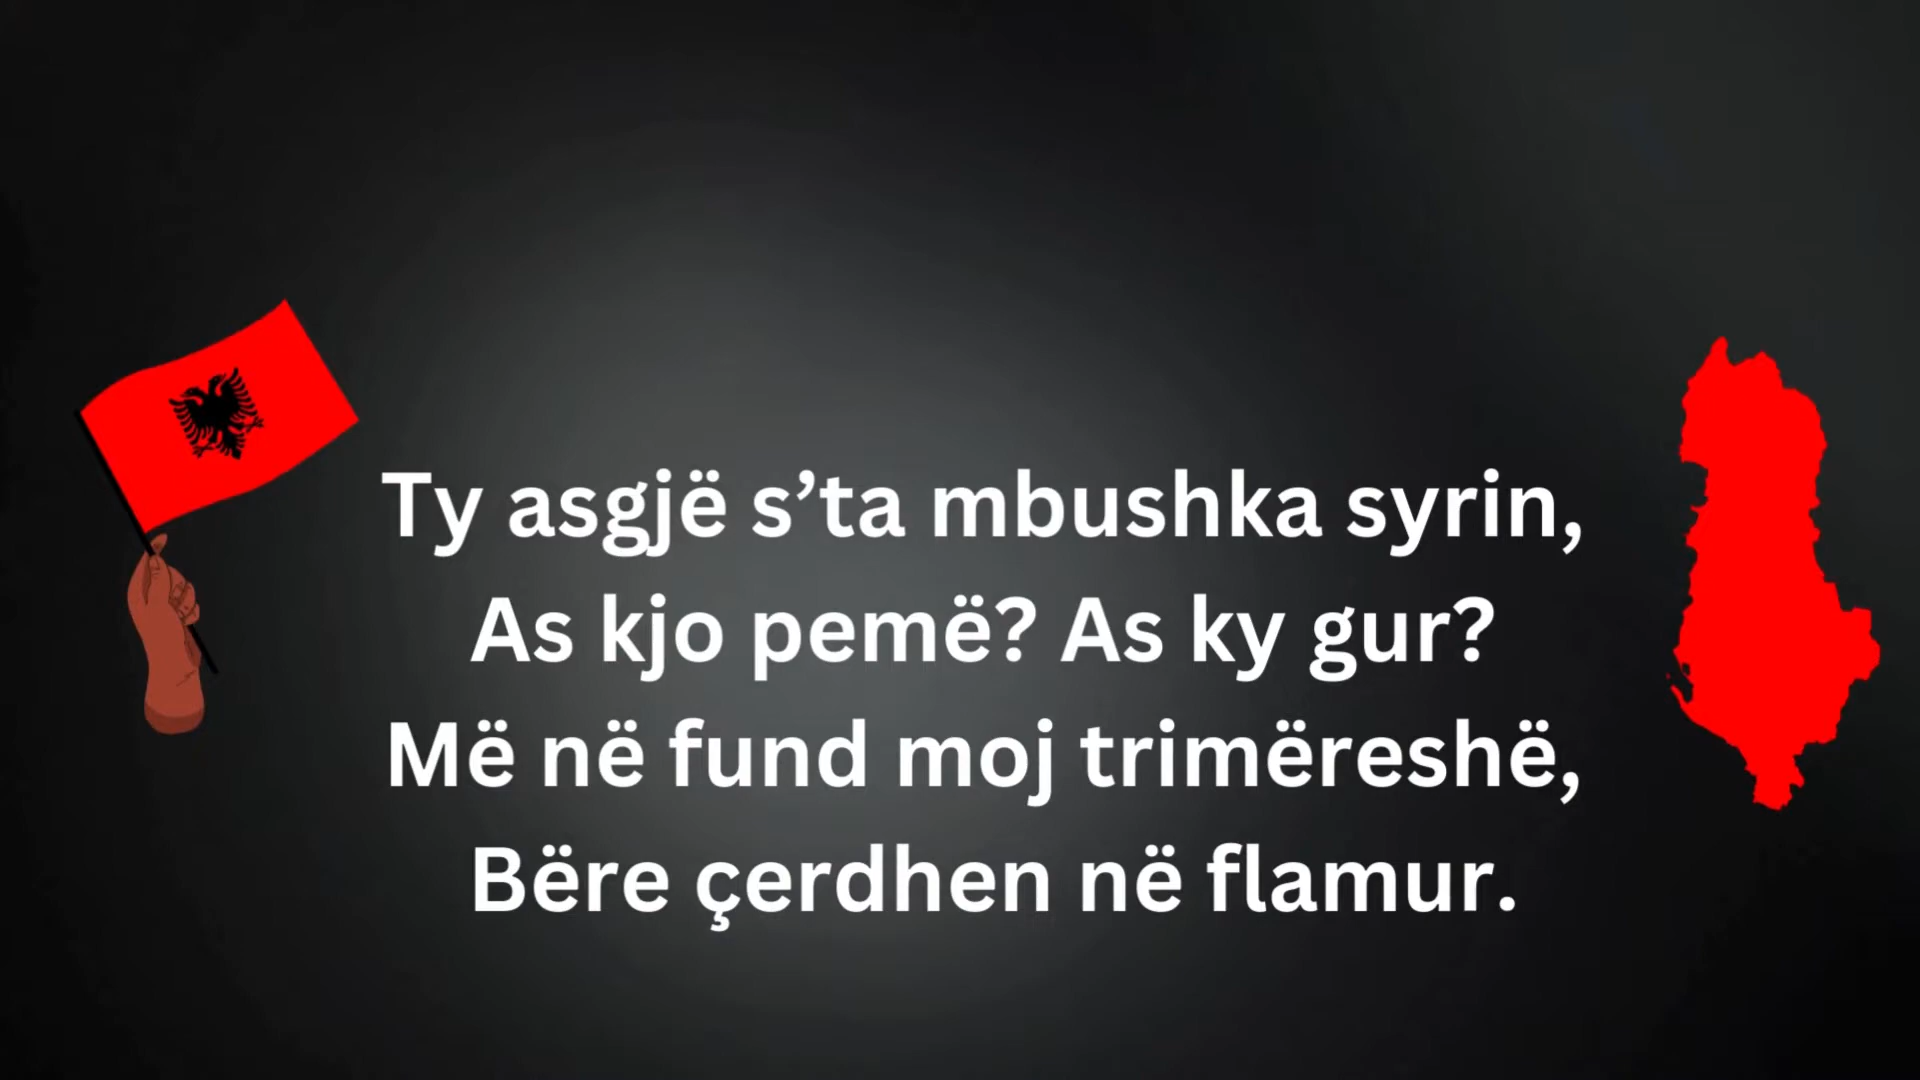 Ty asgjë s’ta mbushka syrin,
As kjo pemë? As ky gur?
Më në fund moj trimëreshë,
Bëre çerdhen në flamur.